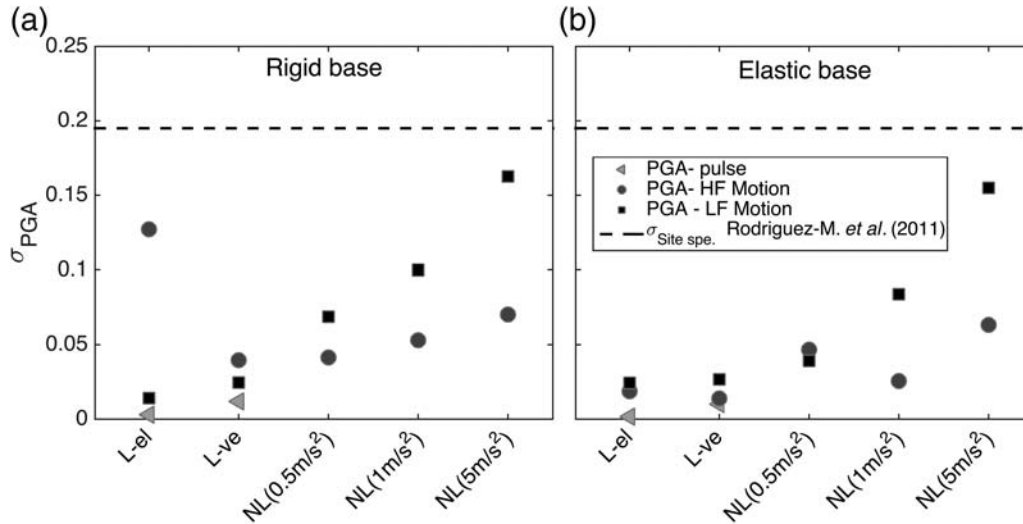 (a)
(b)
Rigid base
Elastic base
0.25
0.2
0.15
0.1
0.05
0
σPGA
PGA- pulse
PGA- HF Motion
PGA - LF Motion
σSite spe. Rodriguez-M. et al. (2011)
L-el
L-ve
NL(0.5m/s²)
NL(1m/s²)
NL(5m/s²)
L-el
L-ve
NL(0.5m/s²)
NL(1m/s²)
NL(5m/s²)